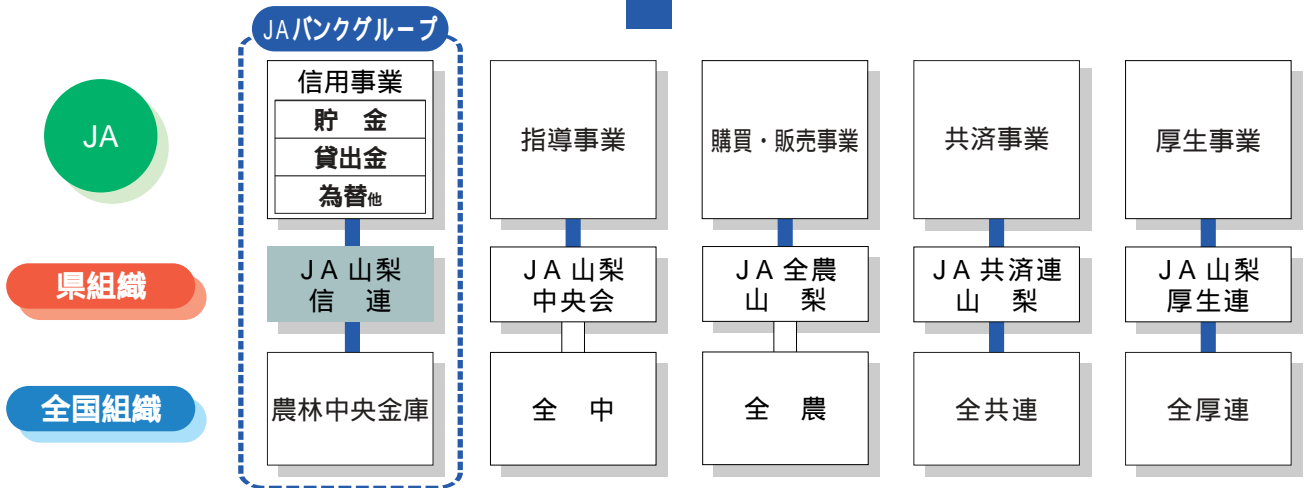 JAバンクグループ
JA
信用事業
貯 金
貸出金
為替他
指導事業
購買・販売事業
共済事業
厚生事業
県組織
JA山梨
信 連
JA山梨
中央会
JA全農
山 梨
JA共済連
山 梨
JA山梨
厚生連
全国組織
農林中央金庫
全 中
全 農
全共連
全厚連